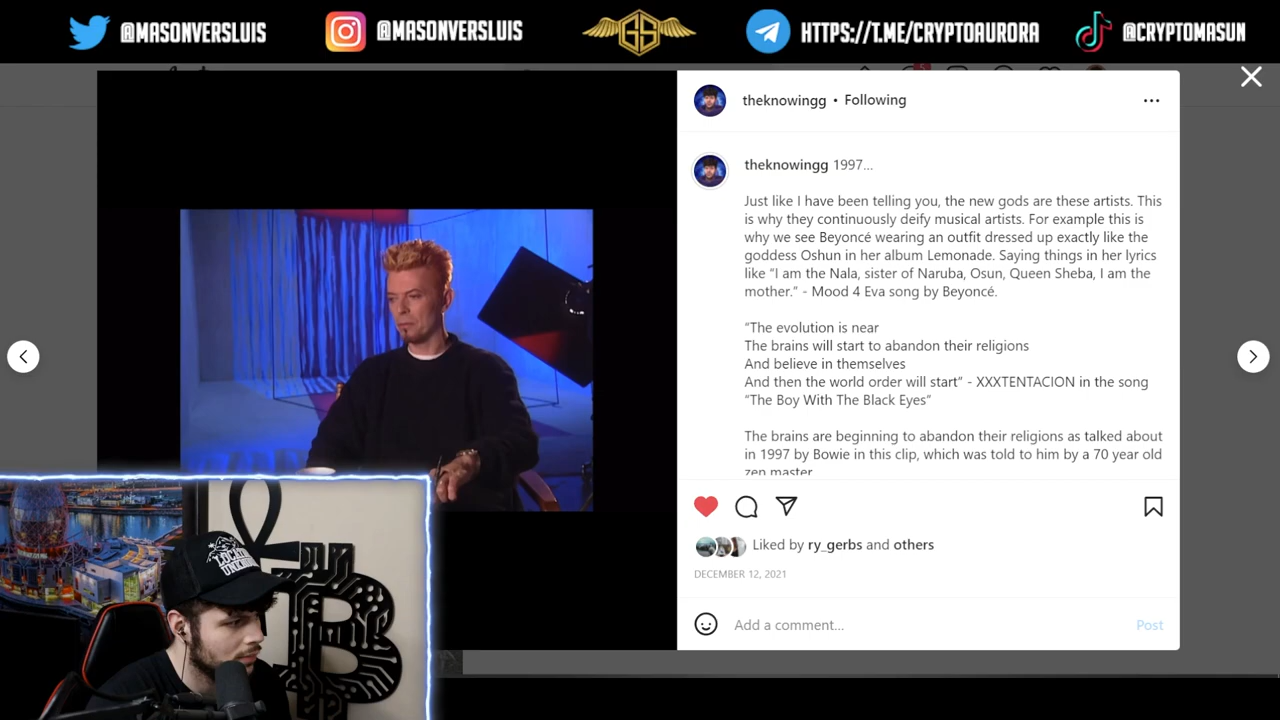 @MASONVERSLUIS
@MASONVERSLUIS
GS
HTTPS://T.ME/CRYPTOAURORA
@CRYPTOMASUN
theknowingg • Following
theknowingg 1997...
Just like I have been telling you, the new gods are these artists. This
is why they continuously deify musical artists. For example this is
why we see Beyoncé wearing an outfit dressed up exactly like the
goddess Oshun in her album Lemonade. Saying things in her lyrics
like “I am the Nala, sister of Naruba, Osun, Queen Sheba, I am the
mother.” - Mood 4 Eva song by Beyoncé.
“The evolution is near
The brains will start to abandon their religions
And believe in themselves
And then the world order will start” - XXXTENTACION in the song
“The Boy With The Black Eyes”
The brains are beginning to abandon their religions as talked about
in 1997 by Bowie in this clip, which was told to him by a 70 year old
zen master
Liked by ry_gerbs and others
DECEMBER 12, 2021
Add a comment...
Post
LOCATION
UNKNOWN